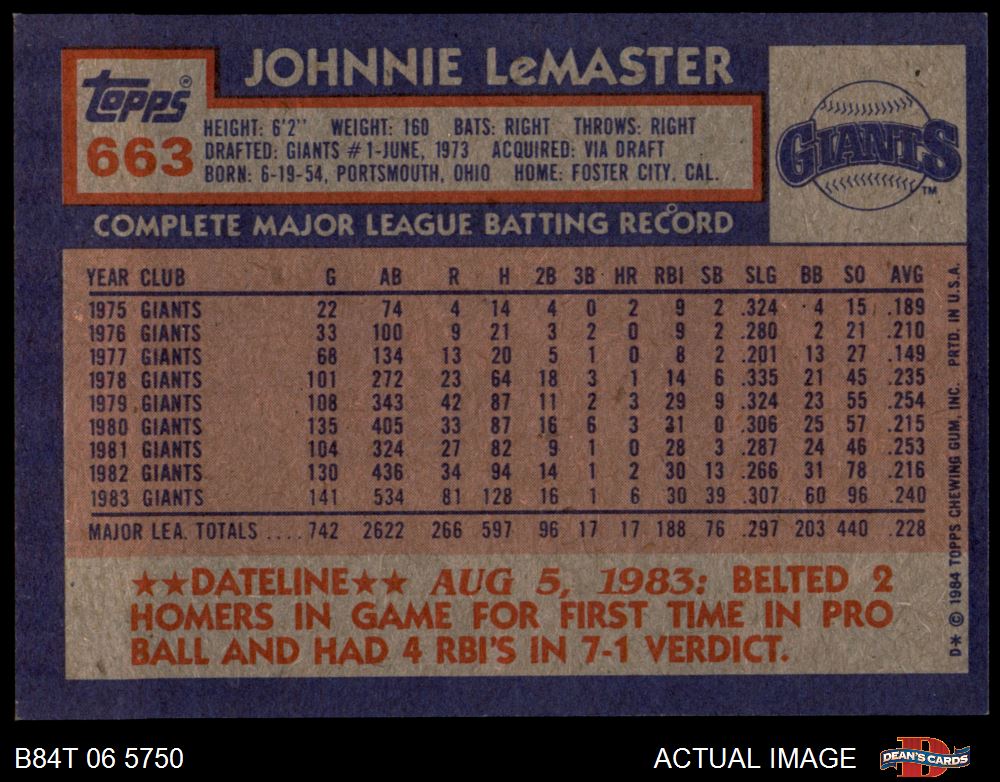 JOHNNIE LeMASTER
Topps®
663
HEIGHT: 6'2" WEIGHT: 160 BATS: RIGHT THROWS: RIGHT
DRAFTED: GIANTS #1-JUNE, 1973 ACQUIRED: VIA DRAFT
BORN: 6-19-54, PORTSMOUTH, OHIO HOME: FOSTER CITY, CAL.
GIANTS
TM
COMPLETE MAJOR LEAGUE BATTING RECORD
YEAR CLUB G AB R H 2B 3B HR RBI SB SLG BB SO AVG
1975 GIANTS 22 74 4 14 4 0 2 9 2 .324 4 15 .189
1976 GIANTS 33 100 9 21 3 2 0 9 2 .280 2 21 .210
1977 GIANTS 68 134 13 20 5 1 0 8 2 .201 13 27 .149
1978 GIANTS 101 272 23 64 18 3 1 14 6 .335 21 45 .235
1979 GIANTS 108 343 42 87 11 2 3 29 9 .324 23 55 .254
1980 GIANTS 135 405 33 87 16 6 3 31 0 .306 25 57 .215
1981 GIANTS 104 324 27 82 9 1 0 28 3 .287 24 46 .253
1982 GIANTS 130 436 34 94 14 1 2 30 13 .266 31 78 .216
1983 GIANTS 141 534 81 128 16 1 6 30 39 .307 60 96 .240
MAJOR LEA. TOTALS .... 742 2622 266 597 96 17 17 188 76 .297 203 440 .228
★★DATELINE★★ AUG 5, 1983: BELTED 2
HOMERS IN GAME FOR FIRST TIME IN PRO
BALL AND HAD 4 RBI'S IN 7-1 VERDICT.
D* © 1984 TOPPS CHEWING GUM, INC. PRTD. IN U.S.A.
B84T 06 5750
ACTUAL IMAGE
DEAN'S CARDS